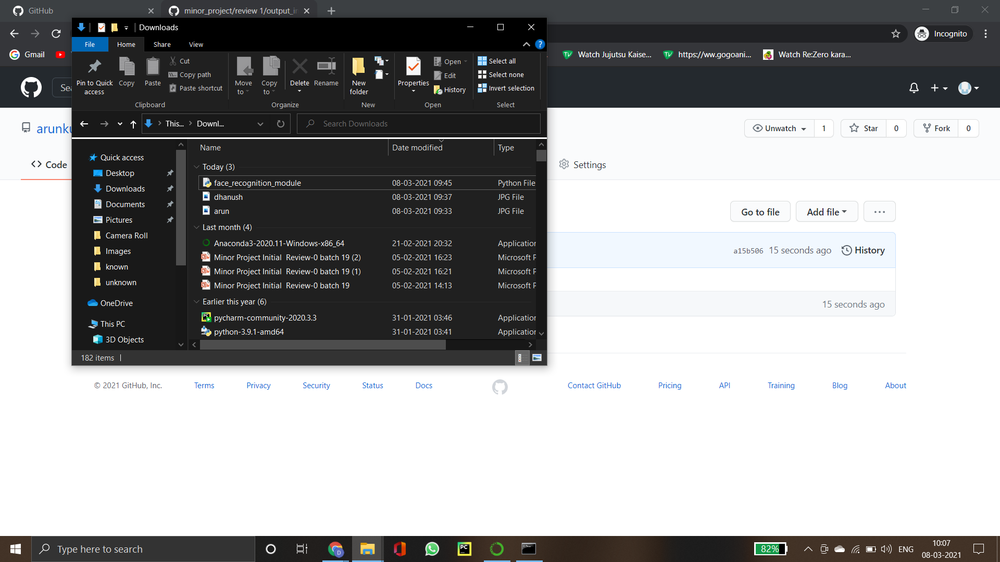 GitHub
minor_project/review 1/output_i
Downloads
File Home Share View
Incognito
Gmail
Watch Jujutsu Kaise...
https://ww.gogoani...
Watch Re:Zero kara...
Pin to Quick access
Copy
Paste
Cut
Copy path
Paste shortcut
Clipboard
Move to
Copy to
Delete
Rename
Organize
New folder
New
Properties
Open
Edit
History
Open
Select all
Select none
Invert selection
Select
This... Downl...
Search Downloads
arunku
Unwatch 1
Star 0
Fork 0
Code
Settings
Quick access
Desktop
Downloads
Documents
Pictures
Camera Roll
Images
known
unknown
OneDrive
This PC
3D Objects
Name Date modified Type
Today (3)
face_recognition_module 08-03-2021 09:45 Python File
dhanush 08-03-2021 09:37 JPG File
arun 08-03-2021 09:33 JPG File
Last month (4)
Anaconda3-2020.11-Windows-x86_64 21-02-2021 20:32 Application
Minor Project Initial Review-0 batch 19 (2) 05-02-2021 16:23 Microsoft P
Minor Project Initial Review-0 batch 19 (1) 05-02-2021 16:21 Microsoft P
Minor Project Initial Review-0 batch 19 05-02-2021 14:13 Microsoft P
Earlier this year (6)
pycharm-community-2020.3.3 31-01-2021 03:46 Application
python-3.9.1-amd64 31-01-2021 03:41 Application
182 items
Go to file
Add file
a15b506 15 seconds ago History
15 seconds ago
© 2021 GitHub, Inc. Terms Privacy Security Status Docs Contact GitHub Pricing API Training Blog About
Type here to search
82%
ENG
10:07
08-03-2021